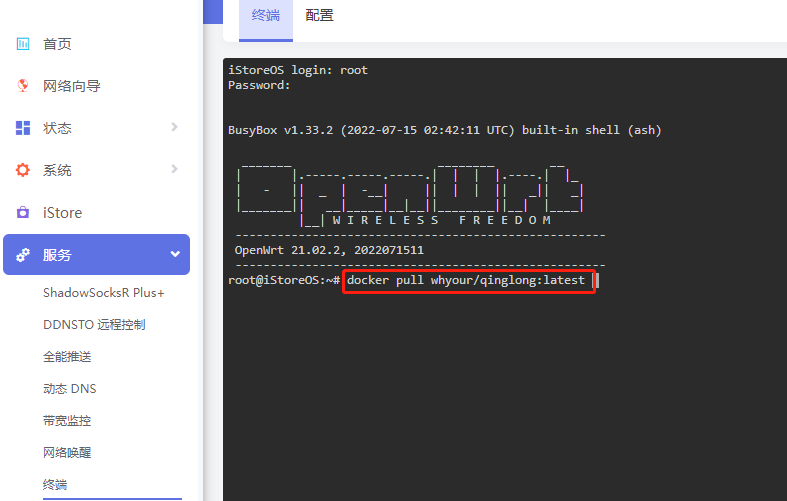 终端 配置
首页
网络向导
状态
系统
iStore
服务
ShadowSocksR Plus+
DDNSTO 远程控制
全能推送
动态 DNS
带宽监控
网络唤醒
终端
iStoreOS login: root
Password:
BusyBox v1.33.2 (2022-07-15 02:42:11 UTC) built-in shell (ash)
OpenWrt
W I R E L E S S   F R E E D O M
OpenWrt 21.02.2, 2022071511
root@iStoreOS:~# docker pull whyour/qinglong:latest